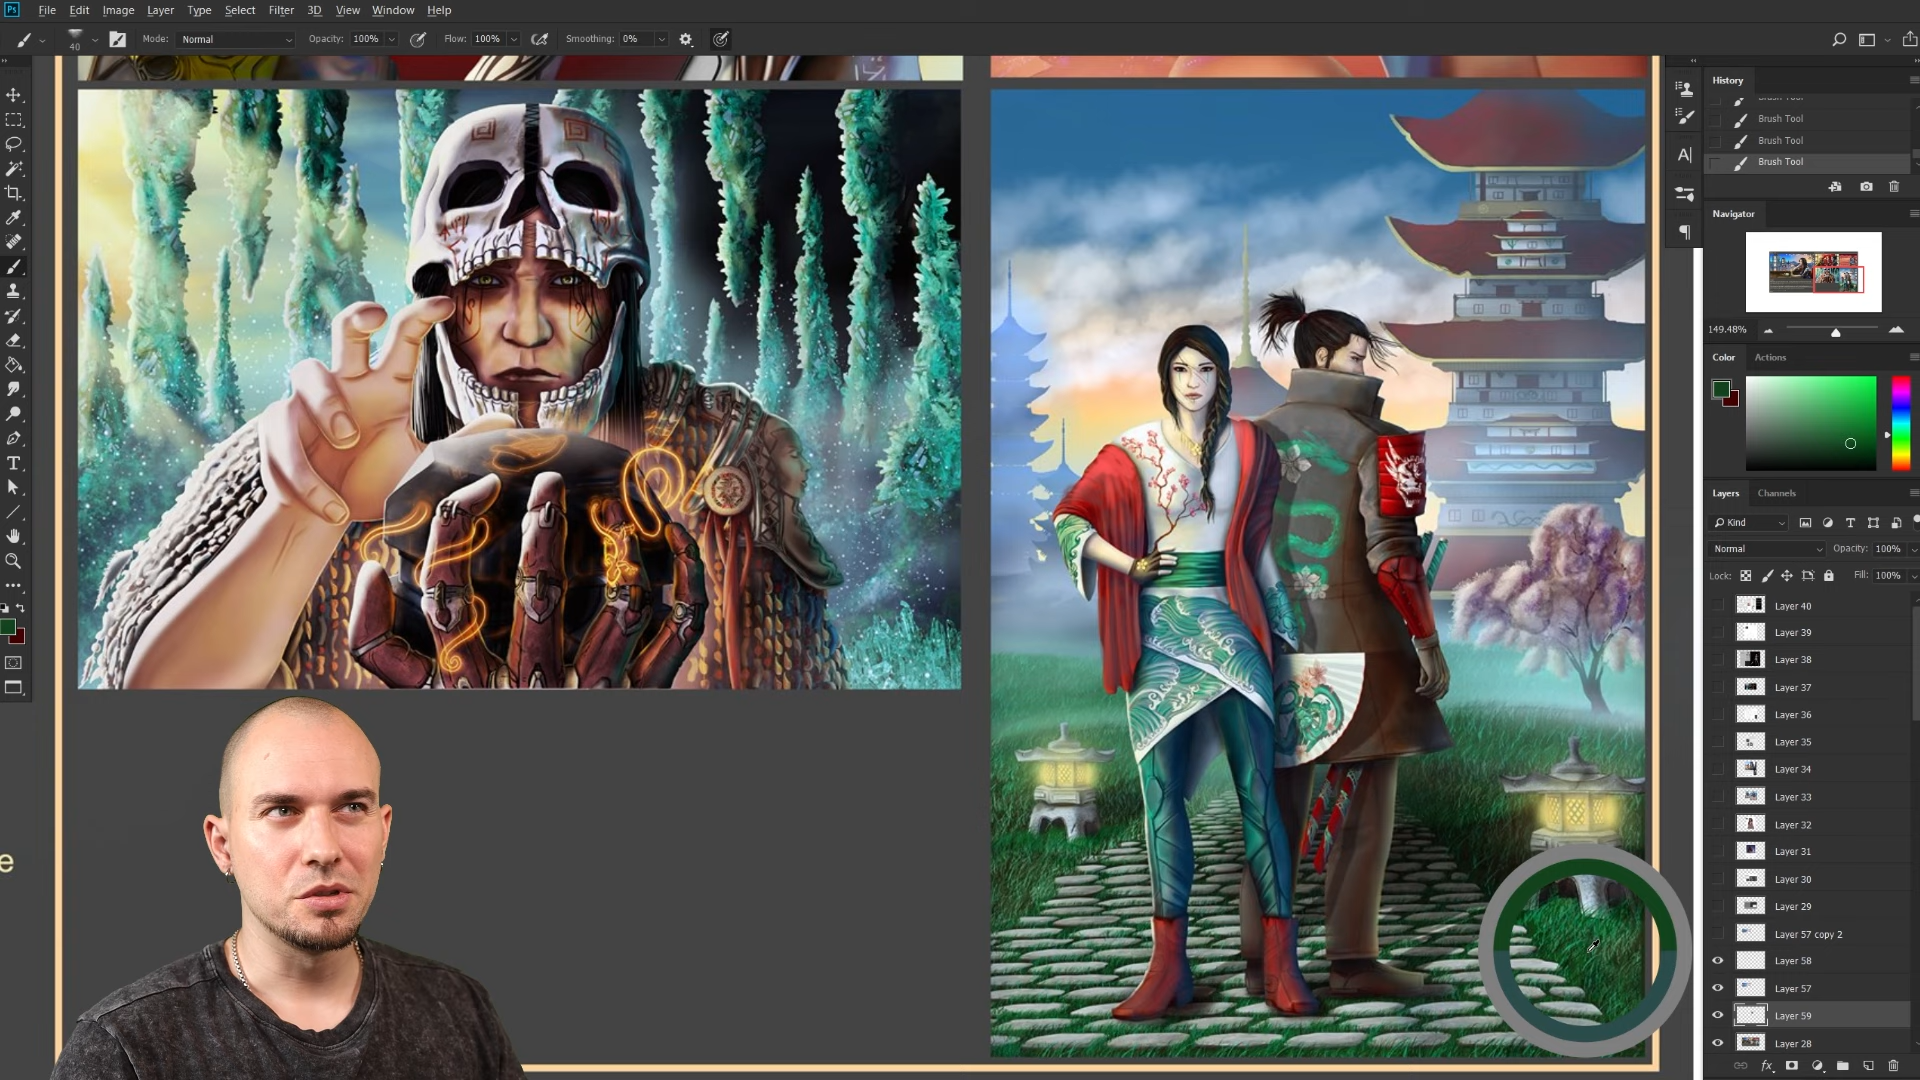 Ps File Edit Image Layer Type Select Filter 3D View Window Help
40 Mode: Normal Opacity: 100% Flow: 100% Smoothing: 0%
History
Brush Tool
Brush Tool
Brush Tool
Brush Tool
Navigator
149.48%
Color Actions
Layers Channels
Kind
Normal Opacity: 100%
Lock: Fill: 100%
Layer 40
Layer 39
Layer 38
Layer 37
Layer 36
Layer 35
Layer 34
Layer 33
Layer 32
Layer 31
Layer 30
Layer 29
Layer 57 copy 2
Layer 58
Layer 57
Layer 59
Layer 28
e